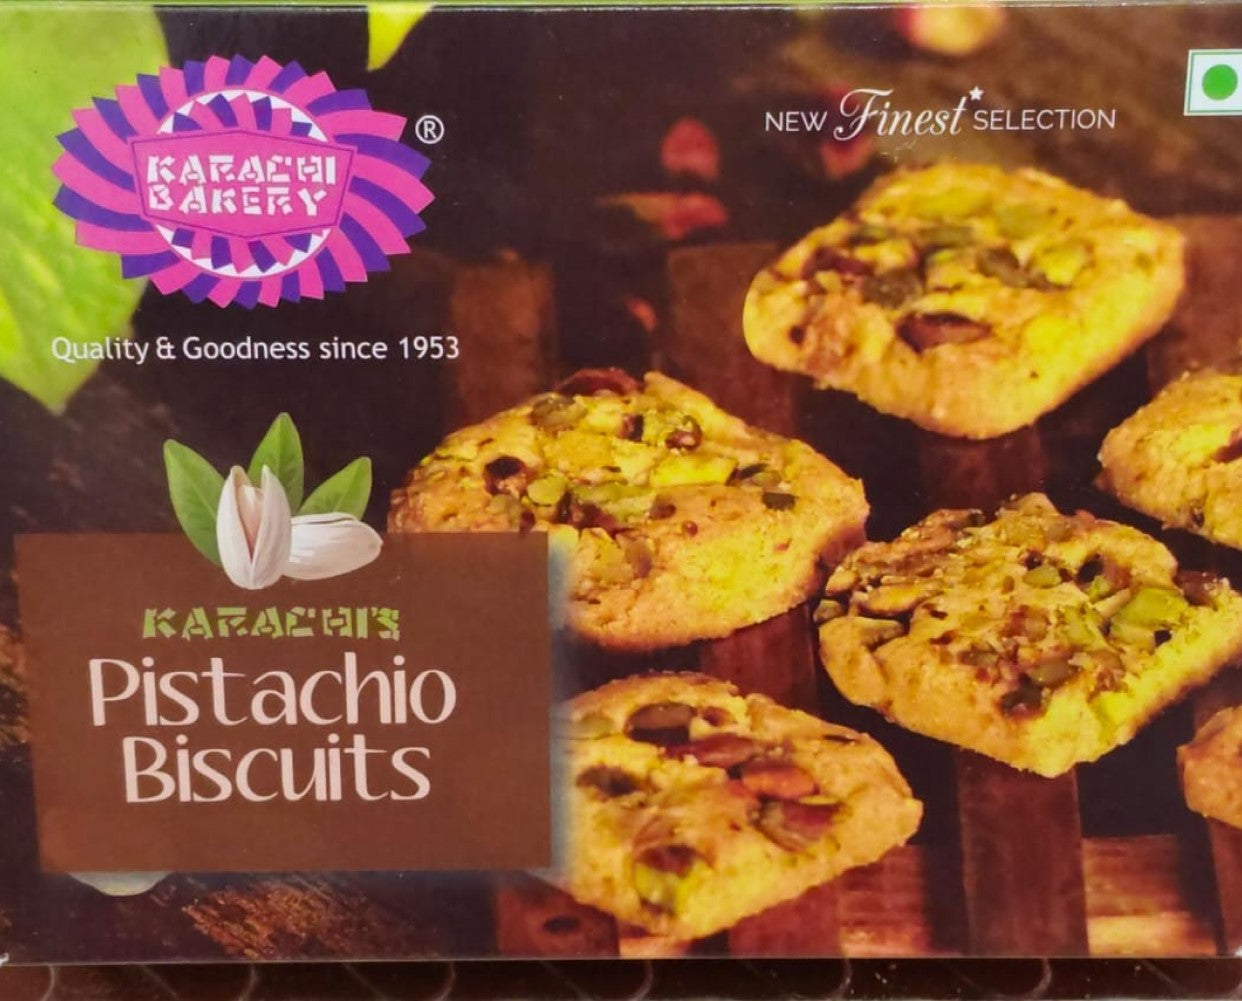 KARACHI
BAKERY
®
Quality & Goodness since 1953
NEW Finest SELECTION
KARACHI'S
Pistachio
Biscuits